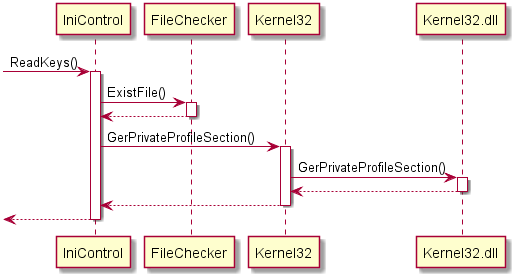 IniControl FileChecker Kernel32 Kernel32.dll
ReadKeys()
ExistFile()
GerPrivateProfileSection()
GerPrivateProfileSection()
IniControl FileChecker Kernel32 Kernel32.dll